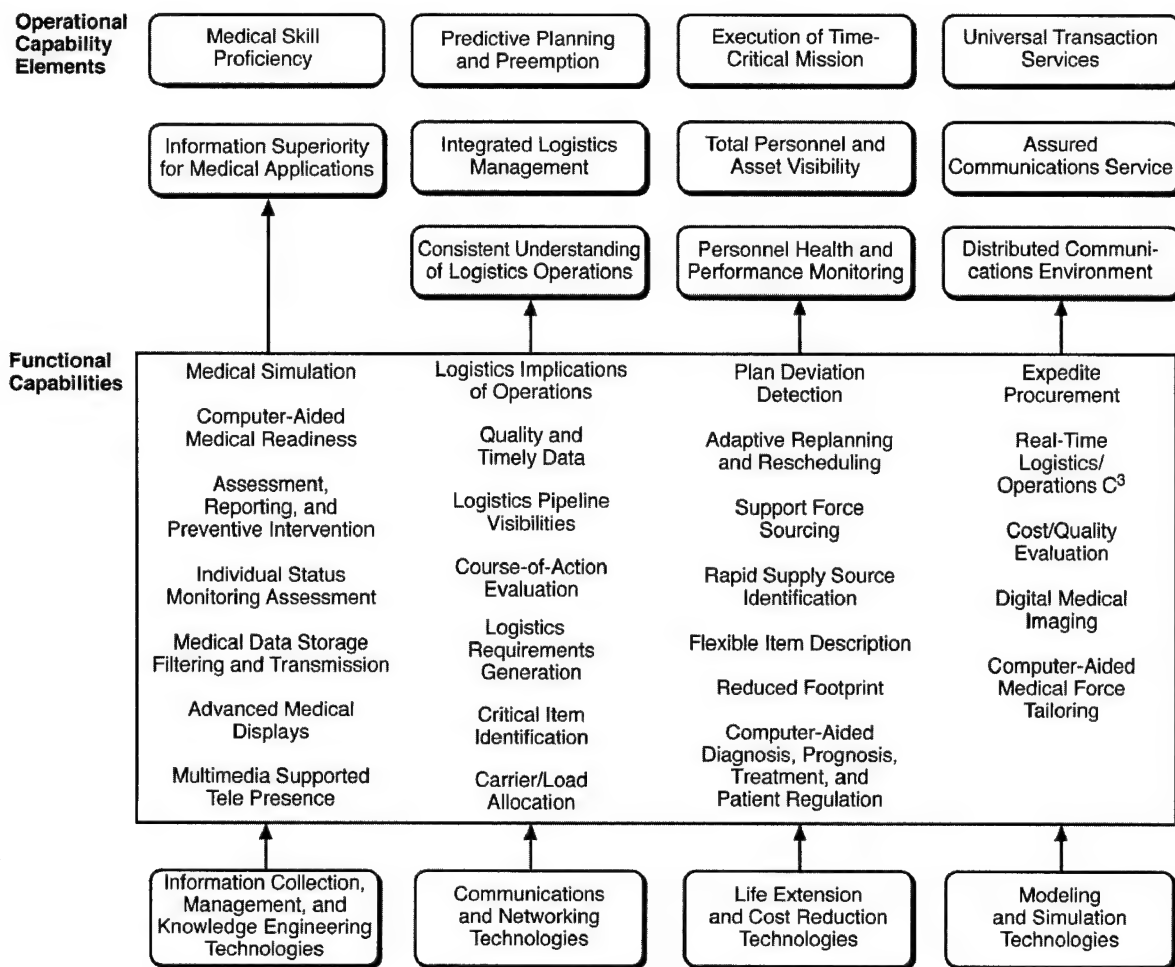 Operational
Capability
Elements
Medical Skill
Proficiency
Predictive Planning
and Preemption
Execution of Time-
Critical Mission
Universal Transaction
Services
Information Superiority
for Medical Applications
Integrated Logistics
Management
Total Personnel and
Asset Visibility
Assured
Communications Service
Consistent Understanding
of Logistics Operations
Personnel Health and
Performance Monitoring
Distributed Communi-
cations Environment
Functional
Capabilities
Medical Simulation
Computer-Aided
Medical Readiness
Assessment,
Reporting, and
Preventive Intervention
Individual Status
Monitoring Assessment
Medical Data Storage
Filtering and Transmission
Advanced Medical
Displays
Multimedia Supported
Tele Presence
Logistics Implications
of Operations
Quality and
Timely Data
Logistics Pipeline
Visibilities
Course-of-Action
Evaluation
Logistics
Requirements
Generation
Critical Item
Identification
Carrier/Load
Allocation
Plan Deviation
Detection
Adaptive Replanning
and Rescheduling
Support Force
Sourcing
Rapid Supply Source
Identification
Flexible Item Description
Reduced Footprint
Computer-Aided
Diagnosis, Prognosis,
Treatment, and
Patient Regulation
Expedite
Procurement
Real-Time
Logistics/
Operations C³
Cost/Quality
Evaluation
Digital Medical
Imaging
Computer-Aided
Medical Force
Tailoring
Information Collection,
Management, and
Knowledge Engineering
Technologies
Communications
and Networking
Technologies
Life Extension
and Cost Reduction
Technologies
Modeling
and Simulation
Technologies